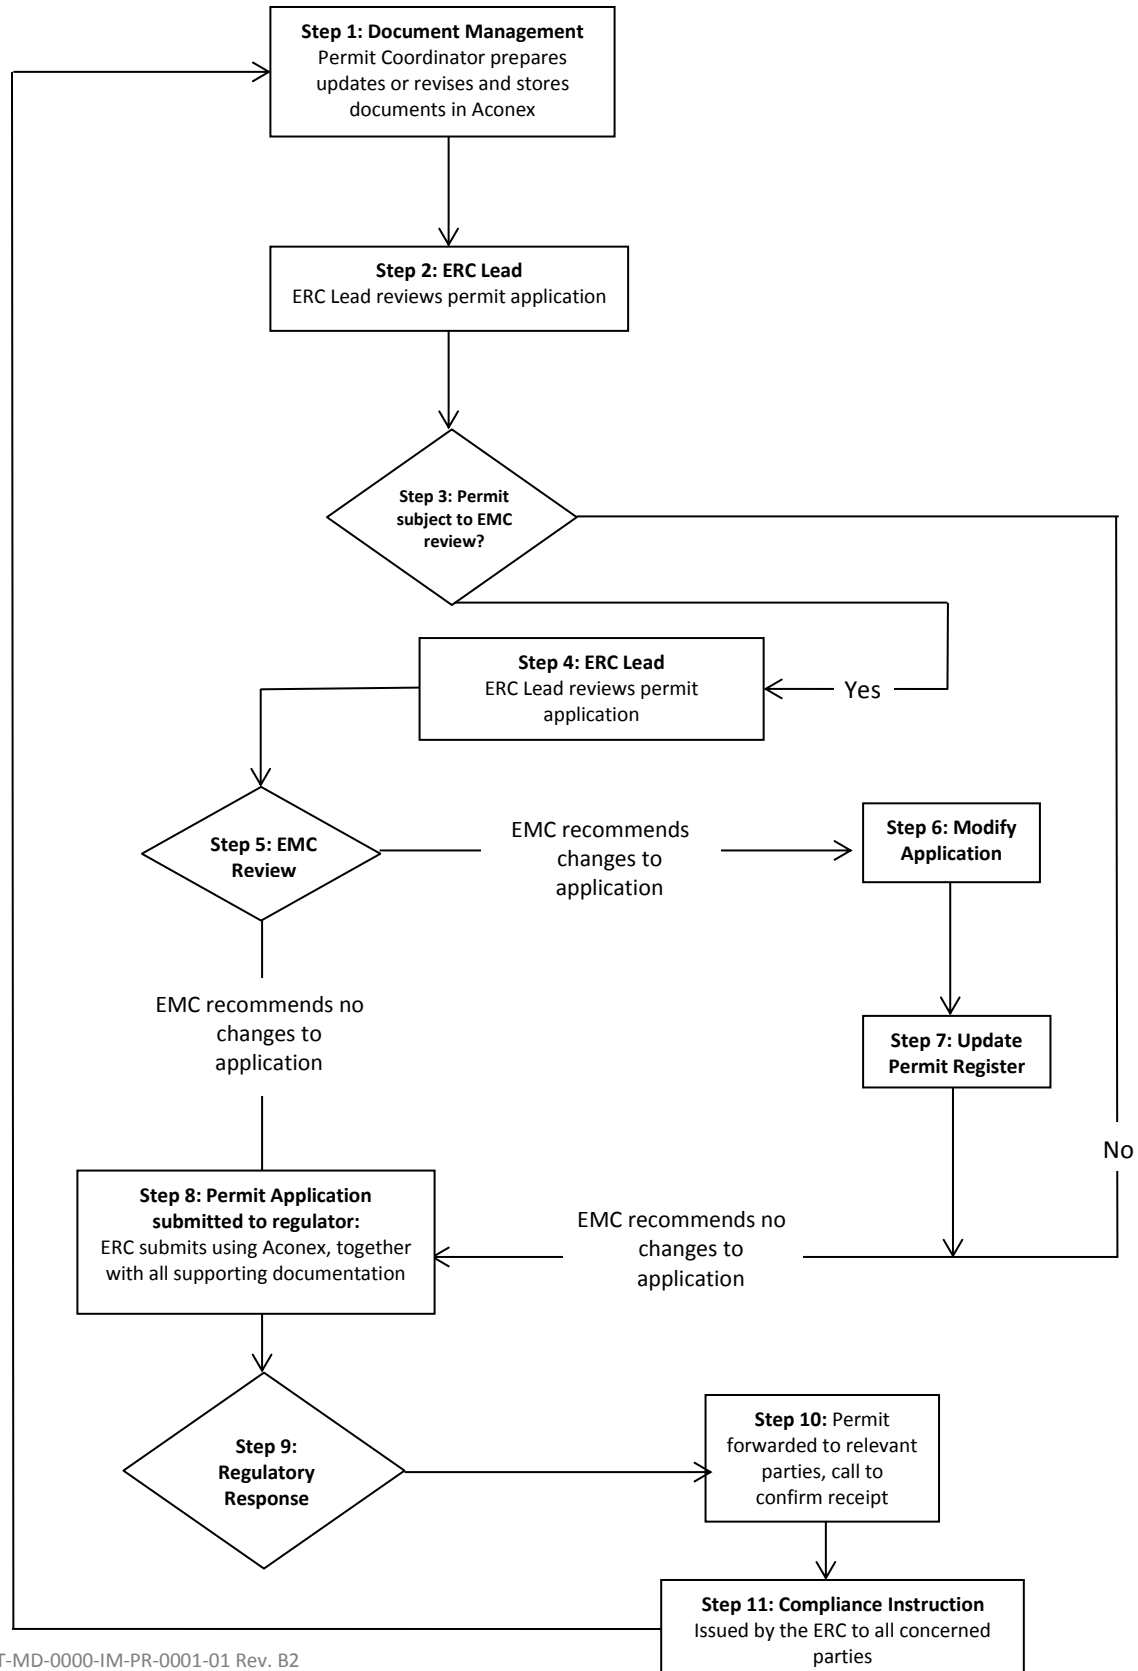 Step 1: Document Management
Permit Coordinator prepares
updates or revises and stores
documents in Aconex
Step 2: ERC Lead
ERC Lead reviews permit application
Step 3: Permit
subject to EMC
review?
Step 4: ERC Lead
ERC Lead reviews permit
application
Yes
Step 5: EMC
Review
EMC recommends
changes to
application
Step 6: Modify
Application
EMC recommends no
changes to
application
Step 7: Update
Permit Register
No
Step 8: Permit Application
submitted to regulator:
ERC submits using Aconex, together
with all supporting documentation
EMC recommends no
changes to
application
Step 9:
Regulatory
Response
Step 10: Permit
forwarded to relevant
parties, call to
confirm receipt
Step 11: Compliance Instruction
Issued by the ERC to all concerned
parties
T-MD-0000-IM-PR-0001-01 Rev. B2